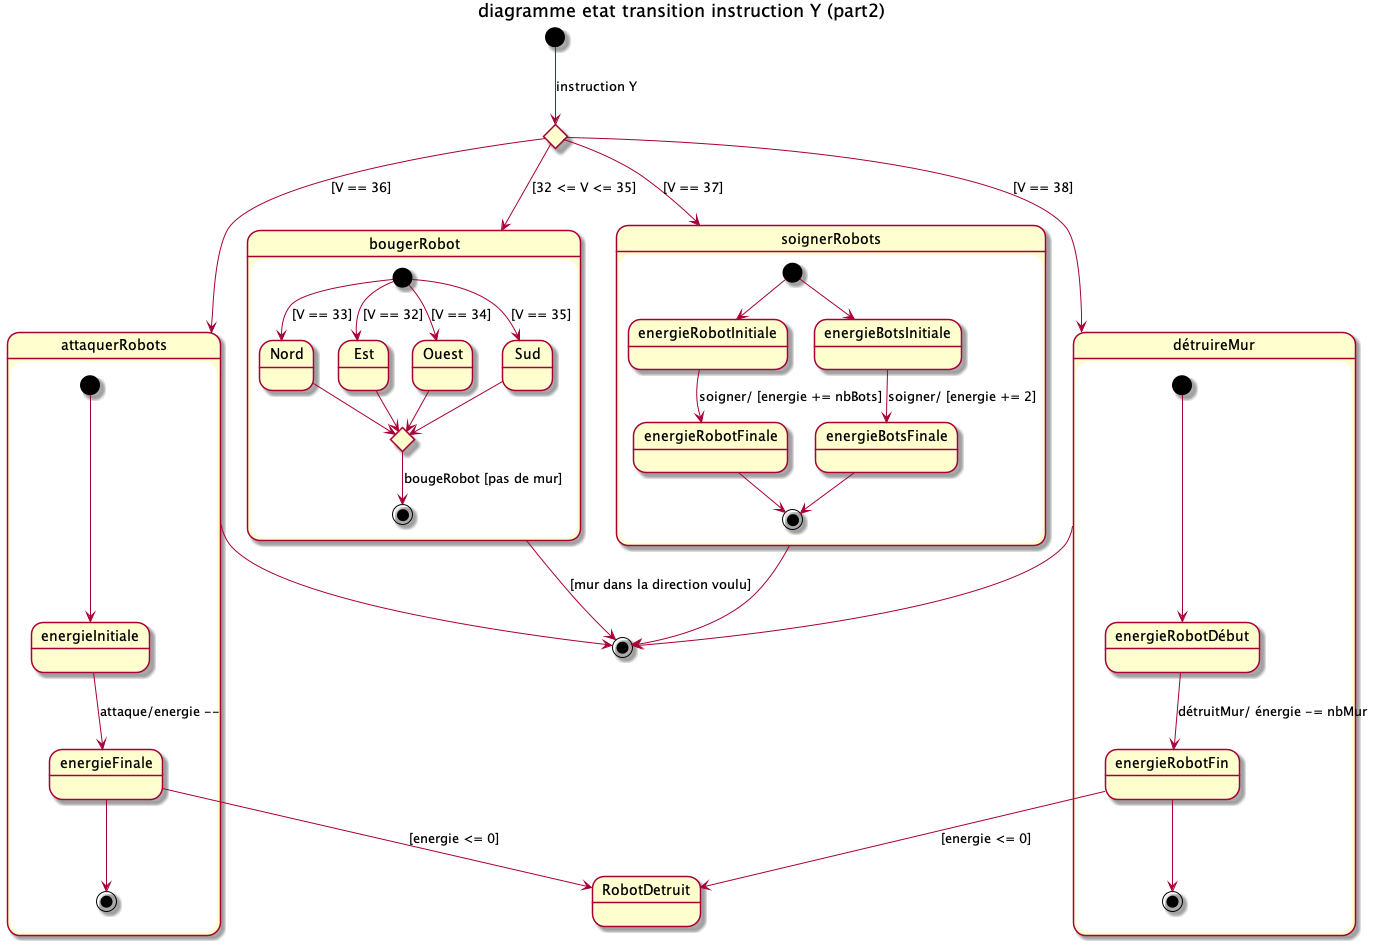 diagramme etat transition instruction Y (part2)
instruction Y
[V == 36]
[32 <= V <= 35]
[V == 37]
[V == 38]
bougerRobot
soignerRobots
[V == 33]
[V == 32]
[V == 34]
[V == 35]
Nord
Est
Ouest
Sud
bougeRobot [pas de mur]
energieRobotInitiale
energieBotsInitiale
soigner/ [energie += nbBots]
soigner/ [energie += 2]
energieRobotFinale
energieBotsFinale
attaquerRobots
détruireMur
[mur dans la direction voulu]
energieInitiale
energieRobotDébut
attaque/energie --
détruitMur/ énergie -= nbMur
energieFinale
energieRobotFin
[energie <= 0]
[energie <= 0]
RobotDetruit